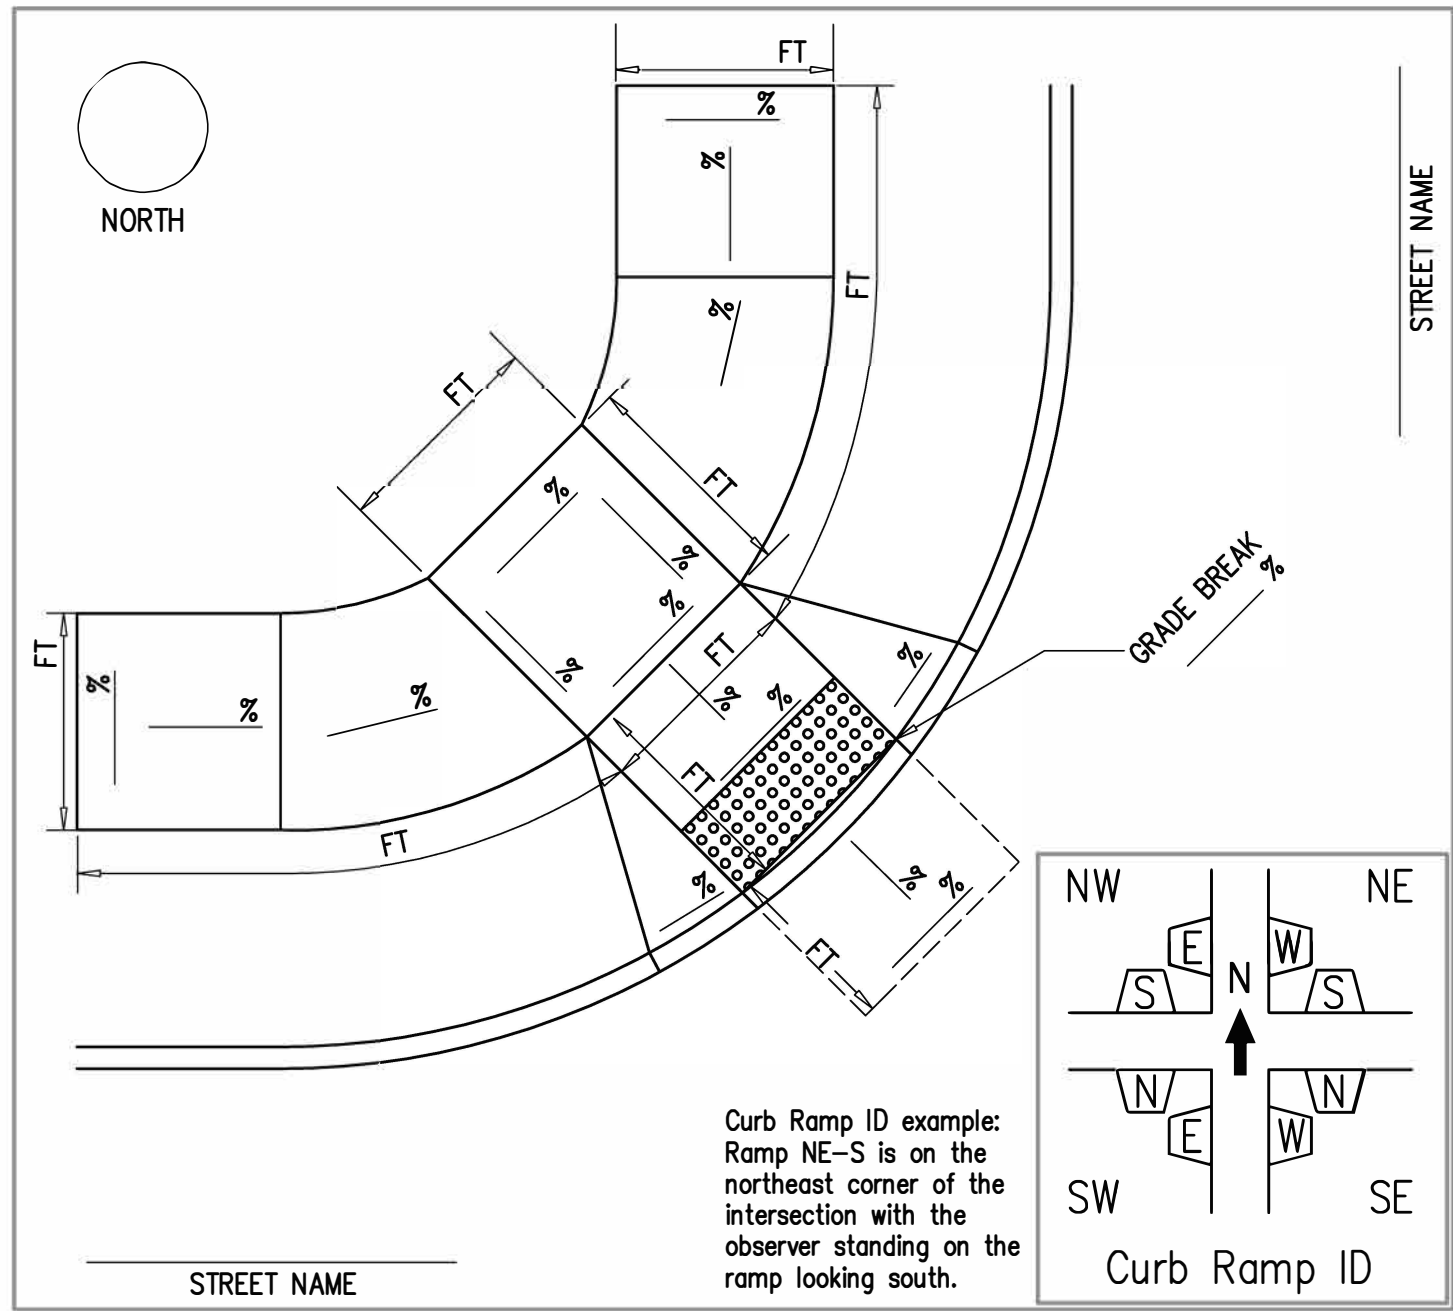 FT
%
%
NORTH
STREET NAME
FT
%
FT
FT
%
%
GRADE BREAK
%
%
%
FT
%
FT
%
%
%
%
%
%
FT
FT
%
%
%
FT
NW
NE
E
W
S
N
S
N
N
E
W
SW
SE
Curb Ramp ID
Curb Ramp ID example:
Ramp NE-S is on the
northeast corner of the
intersection with the
observer standing on the
ramp looking south.
STREET NAME